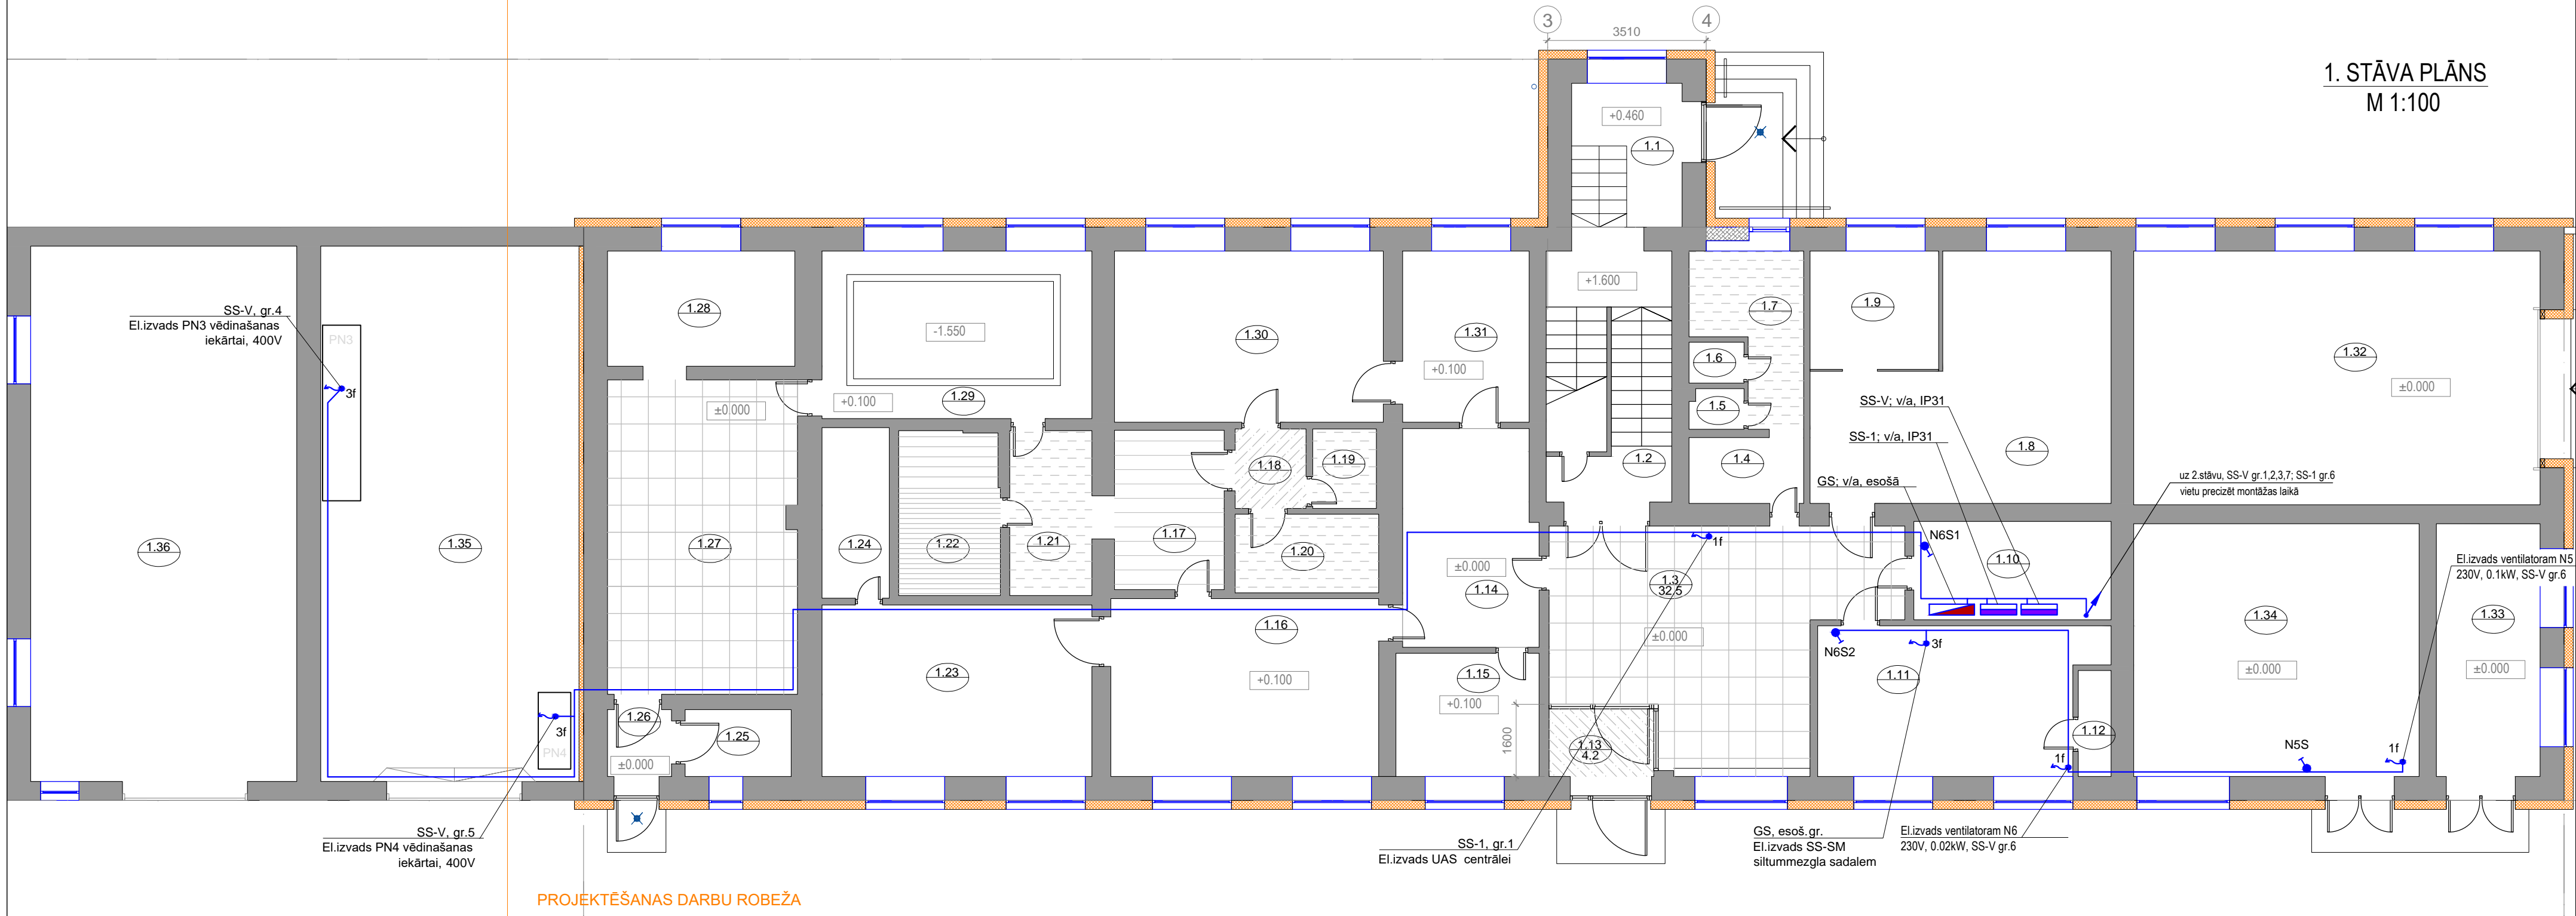 3
4
3510
1. STĀVA PLĀNS
M 1:100
+0.460
1.1
+1.600
1.28
-1.550
1.30
1.31
+0.100
1.7
1.9
1.32
±0.000
SS-V, gr.4
El.izvads PN3 vēdināšanas
iekārtai, 400V
PN3
3f
±0.000
+0.100
1.29
1.6
1.5
SS-V; v/a, IP31
SS-1; v/a, IP31
1.8
1.2
1.4
GS; v/a, esošā
uz 2.stāvu, SS-V gr.1,2,3,7; SS-1 gr.6
vietu precizēt montāžas laikā
1.18
1.19
1.36
1.35
1.27
1.24
1.22
1.21
1.17
1.20
±0.000
1.14
1f
1.3
32.5
±0.000
N6S1
1.10
El.izvads ventilatoram N5
230V, 0.1kW, SS-V gr.6
1.34
1.33
±0.000
±0.000
1.16
+0.100
1.23
1.15
+0.100
1600
N6S2
3f
1.11
1.12
1.13
4.2
1f
N5S
1f
3f
PN4
1.26
1.25
±0.000
SS-V, gr.5
El.izvads PN4 vēdināšanas
iekārtai, 400V
SS-1, gr.1
El.izvads UAS centrālei
GS, esoš.gr.
El.izvads SS-SM
siltummezgla sadalem
El.izvads ventilatoram N6
230V, 0.02kW, SS-V gr.6
PROJEKTĒŠANAS DARBU ROBEŽA